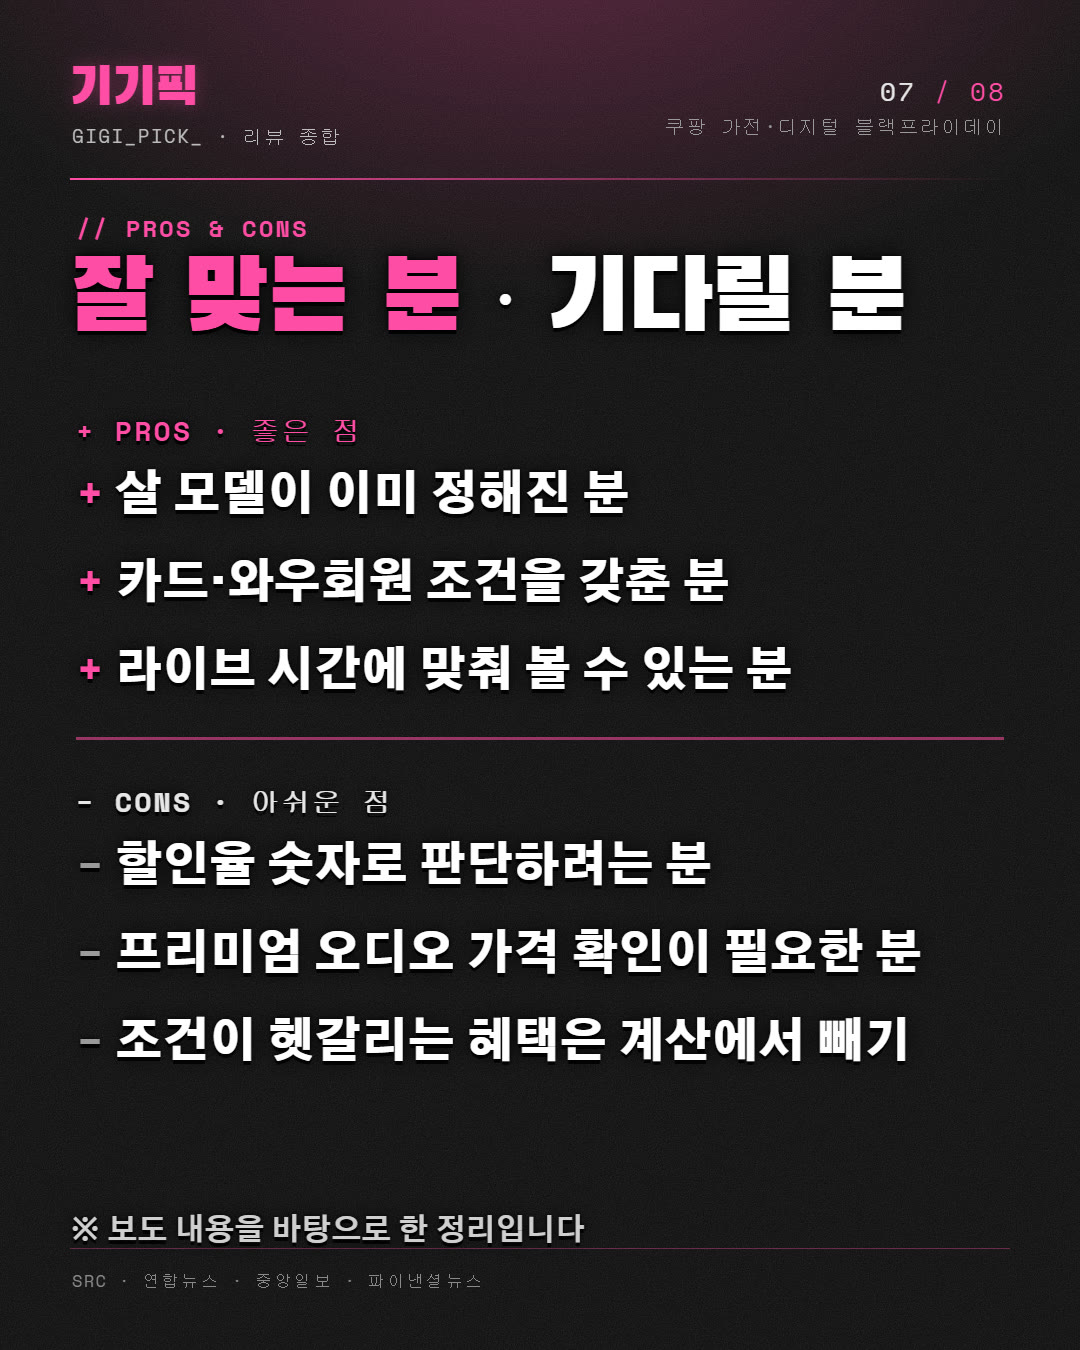 기기픽
GIGI_PICK_ · 리뷰 종합
07 / 08
쿠팡 가전·디지털 블랙프라이데이
// PROS & CONS
잘 맞는 분 · 기다릴 분
+ PROS · 좋은 점
+ 살 모델이 이미 정해진 분
+ 카드·와우회원 조건을 갖춘 분
+ 라이브 시간에 맞춰 볼 수 있는 분
- CONS · 아쉬운 점
- 할인율 숫자로 판단하려는 분
- 프리미엄 오디오 가격 확인이 필요한 분
- 조건이 헷갈리는 혜택은 계산에서 빼기
※ 보도 내용을 바탕으로 한 정리입니다
SRC · 연합뉴스 · 중앙일보 · 파이낸셜뉴스